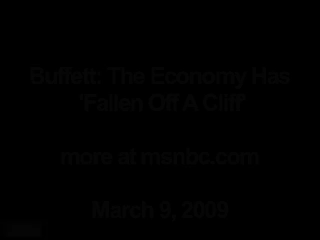 Buffett: The Economy Has
'Fallen Off A Cliff'
more at msnbc.com
March 9, 2009